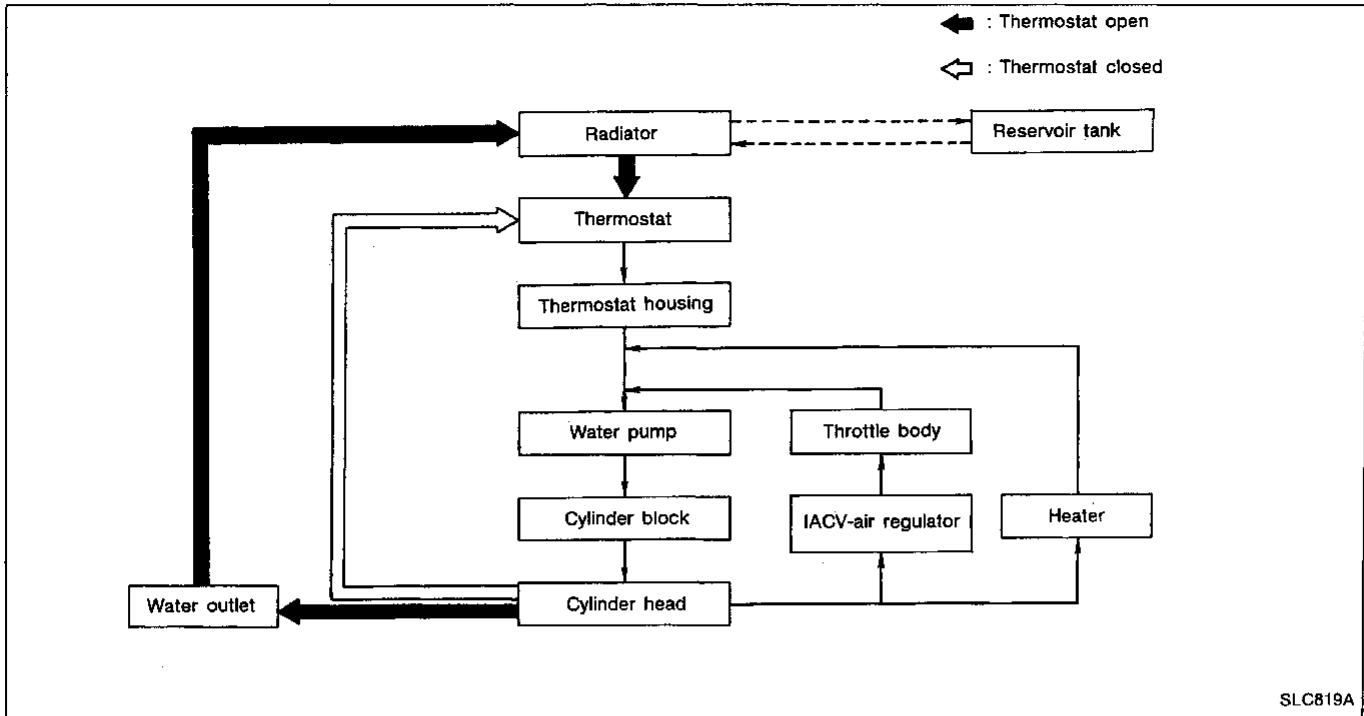 : Thermostat open
: Thermostat closed
Radiator
Reservoir tank
Thermostat
Thermostat housing
Water pump
Throttle body
Cylinder block
IACV-air regulator
Heater
Water outlet
Cylinder head
SLC819A